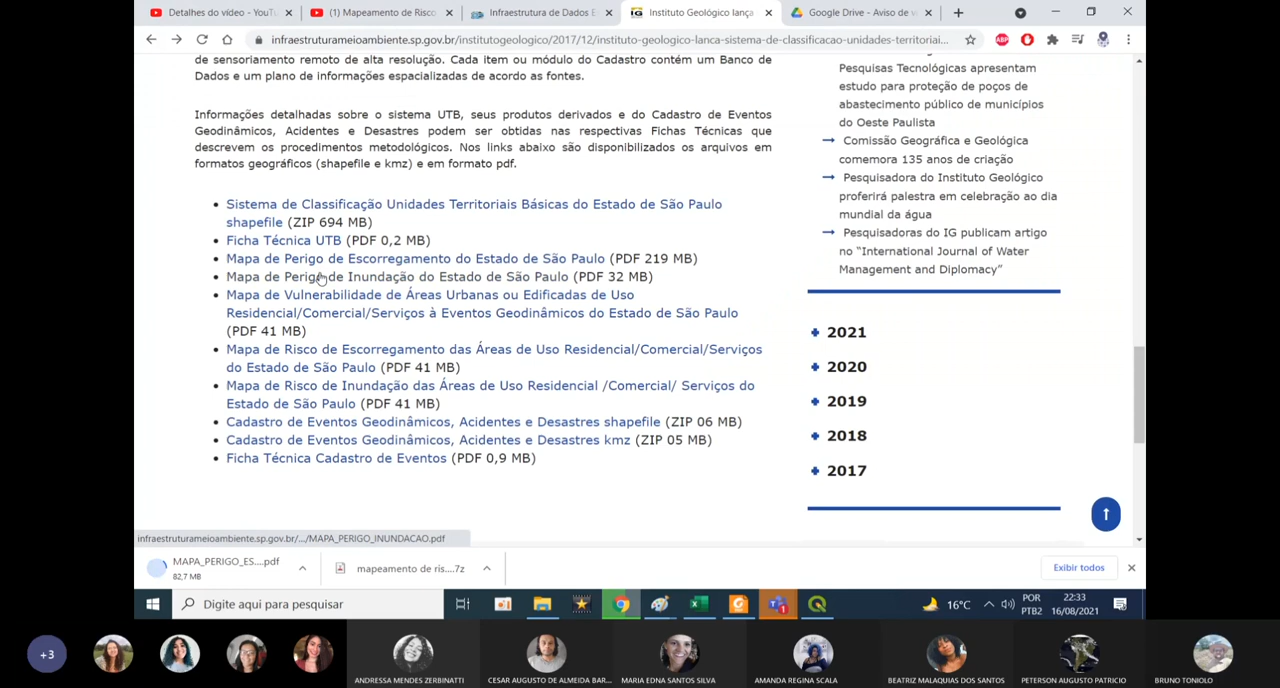 Detalhes do vídeo - YouTu
(1) Mapeamento de Risco
Infraestrutura de Dados E
Instituto Geológico lança
Google Drive - Aviso de v
infraestruturameioambiente.sp.gov.br/institutogeologico/2017/12/instituto-geologico-lanca-sistema-de-classificacao-unidades-territoriai...
de sensoriamento remoto de alta resolução. Cada item ou módulo do Cadastro contém um Banco de
Dados e um plano de informações espacializadas de acordo as fontes.
Informações detalhadas sobre o sistema UTB, seus produtos derivados e do Cadastro de Eventos
Geodinâmicos, Acidentes e Desastres podem ser obtidas nas respectivas Fichas Técnicas que
descrevem os procedimentos metodológicos. Nos links abaixo são disponibilizados os arquivos em
formatos geográficos (shapefile e kmz) e em formato pdf.
Sistema de Classificação Unidades Territoriais Básicas do Estado de São Paulo
shapefile (ZIP 694 MB)
Ficha Técnica UTB (PDF 0,2 MB)
Mapa de Perigo de Escorregamento do Estado de São Paulo (PDF 219 MB)
Mapa de Perigo de Inundação do Estado de São Paulo (PDF 32 MB)
Mapa de Vulnerabilidade de Áreas Urbanas ou Edificadas de Uso
Residencial/Comercial/Serviços à Eventos Geodinâmicos do Estado de São Paulo
(PDF 41 MB)
Mapa de Risco de Escorregamento das Áreas de Uso Residencial/Comercial/Serviços
do Estado de São Paulo (PDF 41 MB)
Mapa de Risco de Inundação das Áreas de Uso Residencial /Comercial/ Serviços do
Estado de São Paulo (PDF 41 MB)
Cadastro de Eventos Geodinâmicos, Acidentes e Desastres shapefile (ZIP 06 MB)
Cadastro de Eventos Geodinâmicos, Acidentes e Desastres kmz (ZIP 05 MB)
Ficha Técnica Cadastro de Eventos (PDF 0,9 MB)
Pesquisas Tecnológicas apresentam
estudo para proteção de poços de
abastecimento público de municípios
do Oeste Paulista
Comissão Geográfica e Geológica
comemora 135 anos de criação
Pesquisadora do Instituto Geológico
proferirá palestra em celebração ao dia
mundial da água
Pesquisadores do IG publicam artigo
no “International Journal of Water
Management and Diplomacy”
2021
2020
2019
2018
2017
infraestruturameioambiente.sp.gov.br/.../MAPA_PERIGO_INUNDACAO.pdf
MAPA_PERIGO_ES....pdf
82,7 MB
mapeamento de ris....7z
Exibir todos
Digite aqui para pesquisar
16°C
POR
PTB2
22:33
16/08/2021
+3
ANDRESSA MENDES ZERBINATTI
CESAR AUGUSTO DE ALMEIDA BAR...
MARIA EDNA SANTOS SILVA
AMANDA REGINA SCALA
BEATRIZ MALAQUIAS DOS SANTOS
PETERSON AUGUSTO PATRICIO
BRUNO TONIOLO